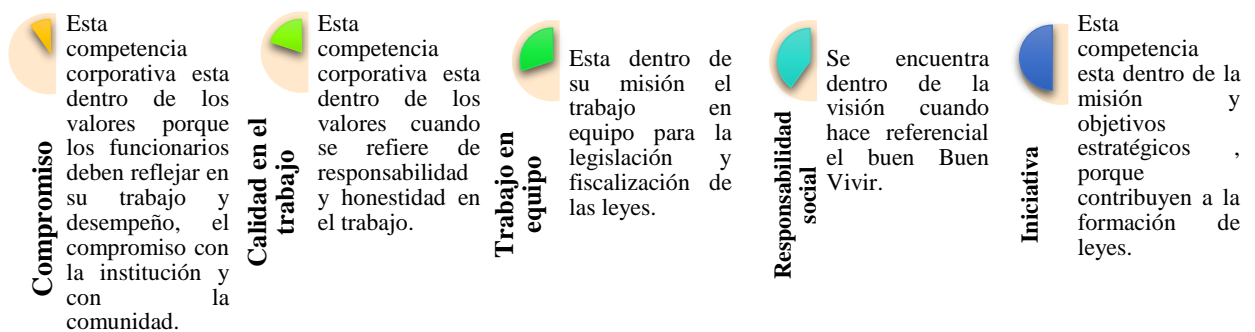 Compromiso
Esta
competencia
corporativa esta
dentro de los
valores porque
los funcionarios
deben reflejar en
su trabajo y
desempeño, el
compromiso con
la institución y
con la
comunidad.
Calidad en el
trabajo
Esta
competencia
corporativa esta
dentro de los
valores cuando
se refiere de
responsabilidad
y honestidad en
el trabajo.
Trabajo en
equipo
Esta dentro de
su misión el
trabajo en
equipo para la
legislación y
fiscalización de
las leyes.
Responsabilidad
social
Se encuentra
dentro de la
visión cuando
hace referencial
el buen Buen
Vivir.
Iniciativa
Esta
competencia
esta dentro de la
misión y
objetivos
estratégicos ,
porque
contribuyen a la
formación de
leyes.